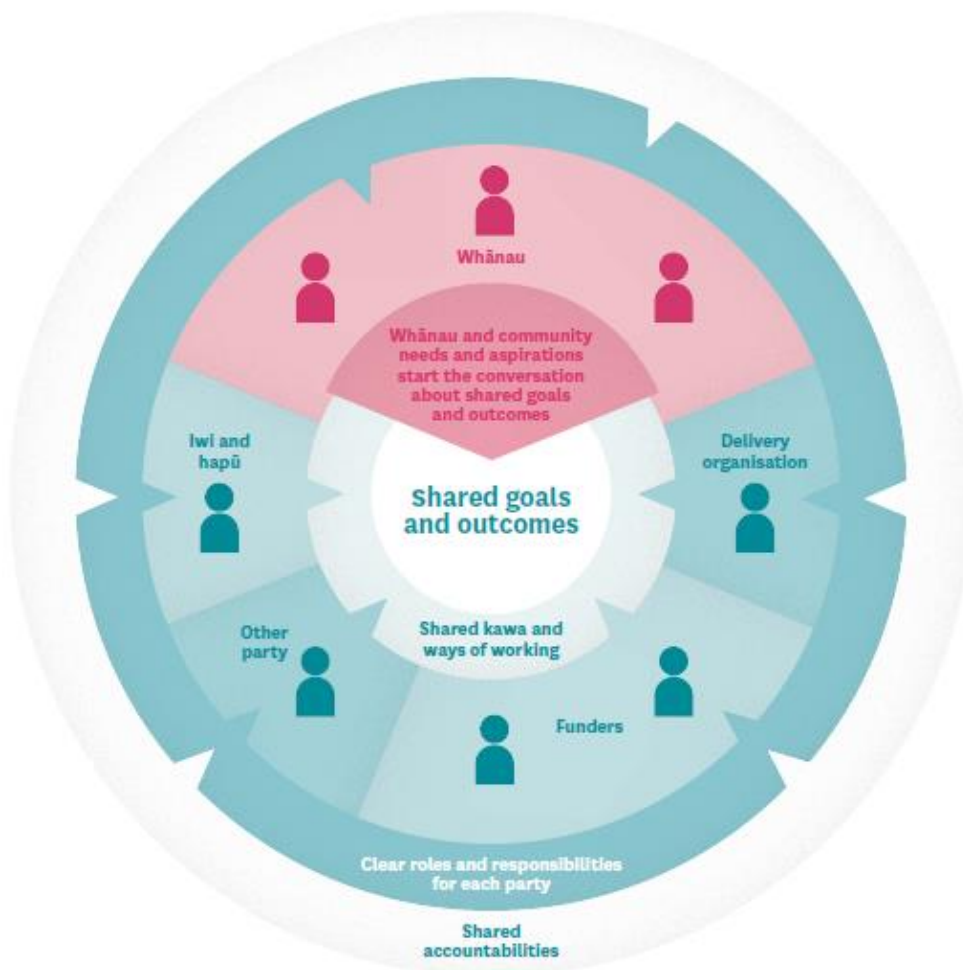 Whānau
Whānau and community
needs and aspirations
start the conversation
about shared goals
and outcomes
Iwi and
hapū
Delivery
organisation
Shared goals
and outcomes
Other
party
Shared kawa and
ways of working
Funders
Clear roles and responsibilities
for each party
Shared
accountabilities